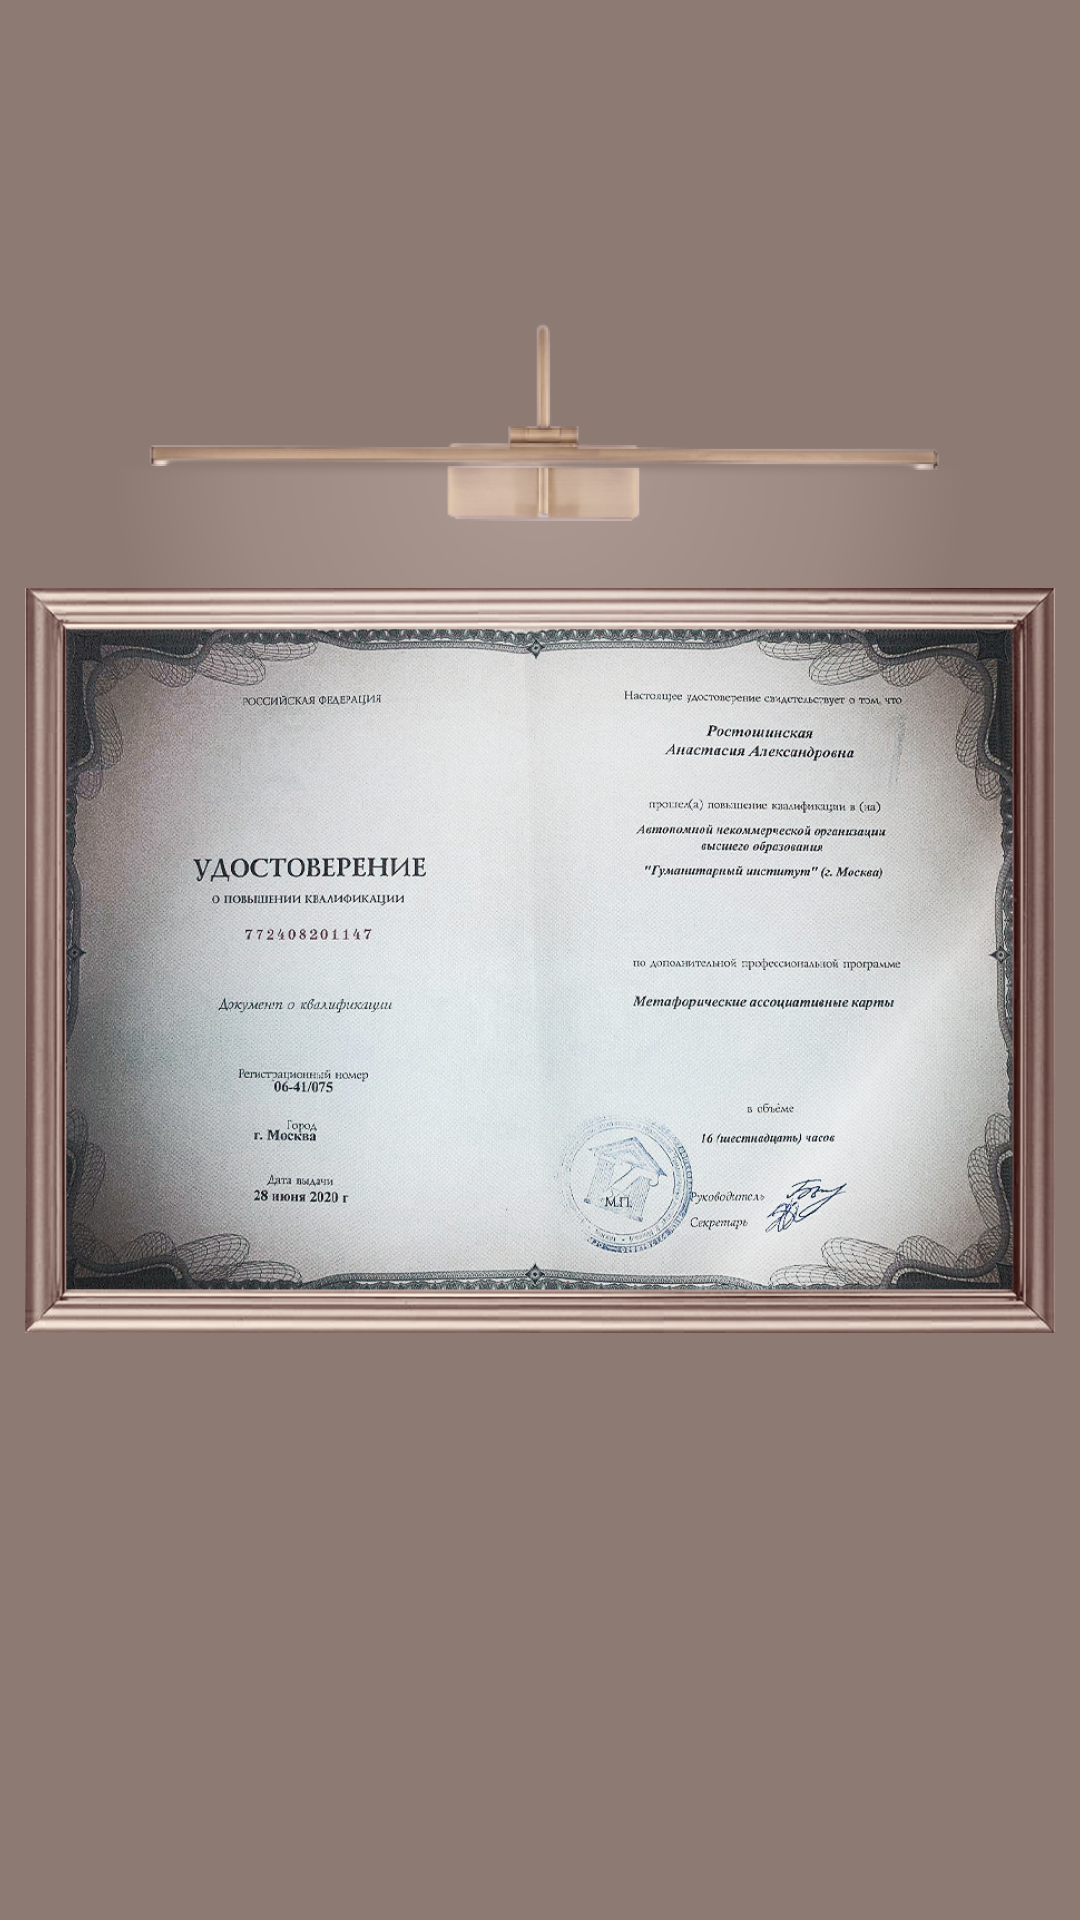 РОССИЙСКАЯ ФЕДЕРАЦИЯ
УДОСТОВЕРЕНИЕ
О ПОВЫШЕНИИ КВАЛИФИКАЦИИ
772408201147
Документ о квалификации
Регистрационный номер
06-41/075
Город
г. Москва
Дата выдачи
28 июня 2020 г
Настоящее удостоверение свидетельствует о том, что
Ростошинская
Анастасия Александровна
прошел(а) повышение квалификации в (на)
Автономной некоммерческой организации
высшего образования
"Гуманитарный институт" (г. Москва)
по дополнительной профессиональной программе
Метафорические ассоциативные карты
в объёме
16 (шестнадцать) часов
М.П.
Руководитель
Секретарь